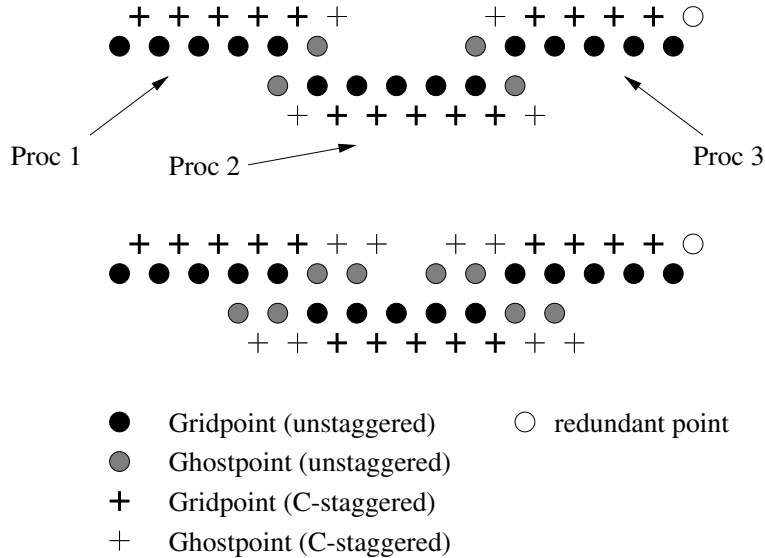 Proc 1
Proc 2
Proc 3
Gridpoint (unstaggered)
redundant point
Ghostpoint (unstaggered)
Gridpoint (C-staggered)
Ghostpoint (C-staggered)